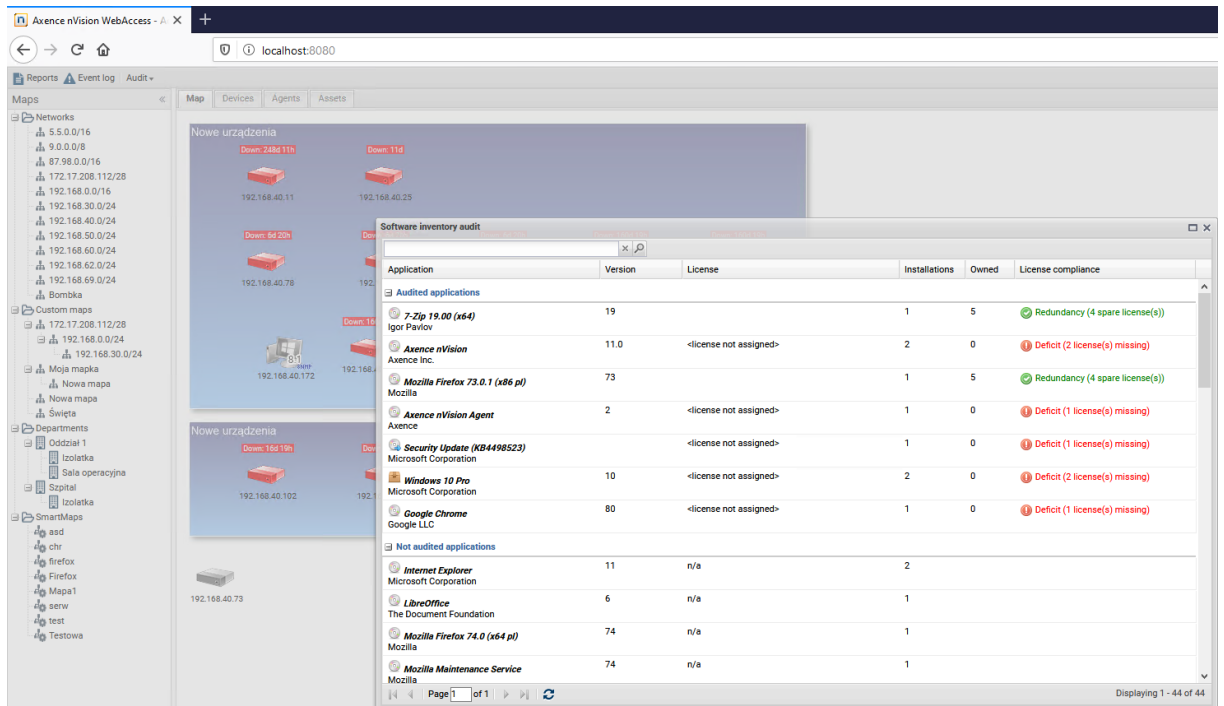 Axence nVision WebAccess - A
localhost:8080
Reports Event log Audit
Maps
Map Devices Agents Assets
Networks
5.5.0.0/16
9.0.0.0/8
87.98.0.0/16
172.17.208.112/28
192.168.0.0/16
192.168.30.0/24
192.168.40.0/24
192.168.50.0/24
192.168.60.0/24
192.168.62.0/24
192.168.69.0/24
Bombka
Custom maps
172.17.208.112/28
192.168.0.0/24
192.168.30.0/24
Moja mapka
Nowa mapa
Nowa mapa
Święta
Departments
Oddział 1
Izolatka
Sala operacyjna
Szpital
Izolatka
SmartMaps
asd
chr
firefox
Firefox
Mapa1
serw
test
Testowa
Nowe urządzenia
Down: 248d 11h Down: 11d
192.168.40.11 192.168.40.25
Down: 6d 20h Dow
192.168.40.78 192.
Down: 16
8.1
SNMP
192.168.40.172 192.168.4
Nowe urządzenia
Down: 16d 19h Dow
192.168.40.102 192.1
192.168.40.73
Software inventory audit
Application Version License Installations Owned License compliance
Audited applications
7-Zip 19.00 (x64) 19 1 5 Redundancy (4 spare license(s))
Igor Pavlov
Axence nVision 11.0 <license not assigned> 2 0 Deficit (2 license(s) missing)
Axence Inc.
Mozilla Firefox 73.0.1 (x86 pl) 73 1 5 Redundancy (4 spare license(s))
Mozilla
Axence nVision Agent 2 <license not assigned> 1 0 Deficit (1 license(s) missing)
Axence
Security Update (KB4498523) <license not assigned> 1 0 Deficit (1 license(s) missing)
Microsoft Corporation
Windows 10 Pro 10 <license not assigned> 2 0 Deficit (2 license(s) missing)
Microsoft Corporation
Google Chrome 80 <license not assigned> 1 0 Deficit (1 license(s) missing)
Google LLC
Not audited applications
Internet Explorer 11 n/a 2
Microsoft Corporation
LibreOffice 6 n/a 1
The Document Foundation
Mozilla Firefox 74.0 (x64 pl) 74 n/a 1
Mozilla
Mozilla Maintenance Service 74 n/a 1
Mozilla
Page 1 of 1 Displaying 1 - 44 of 44